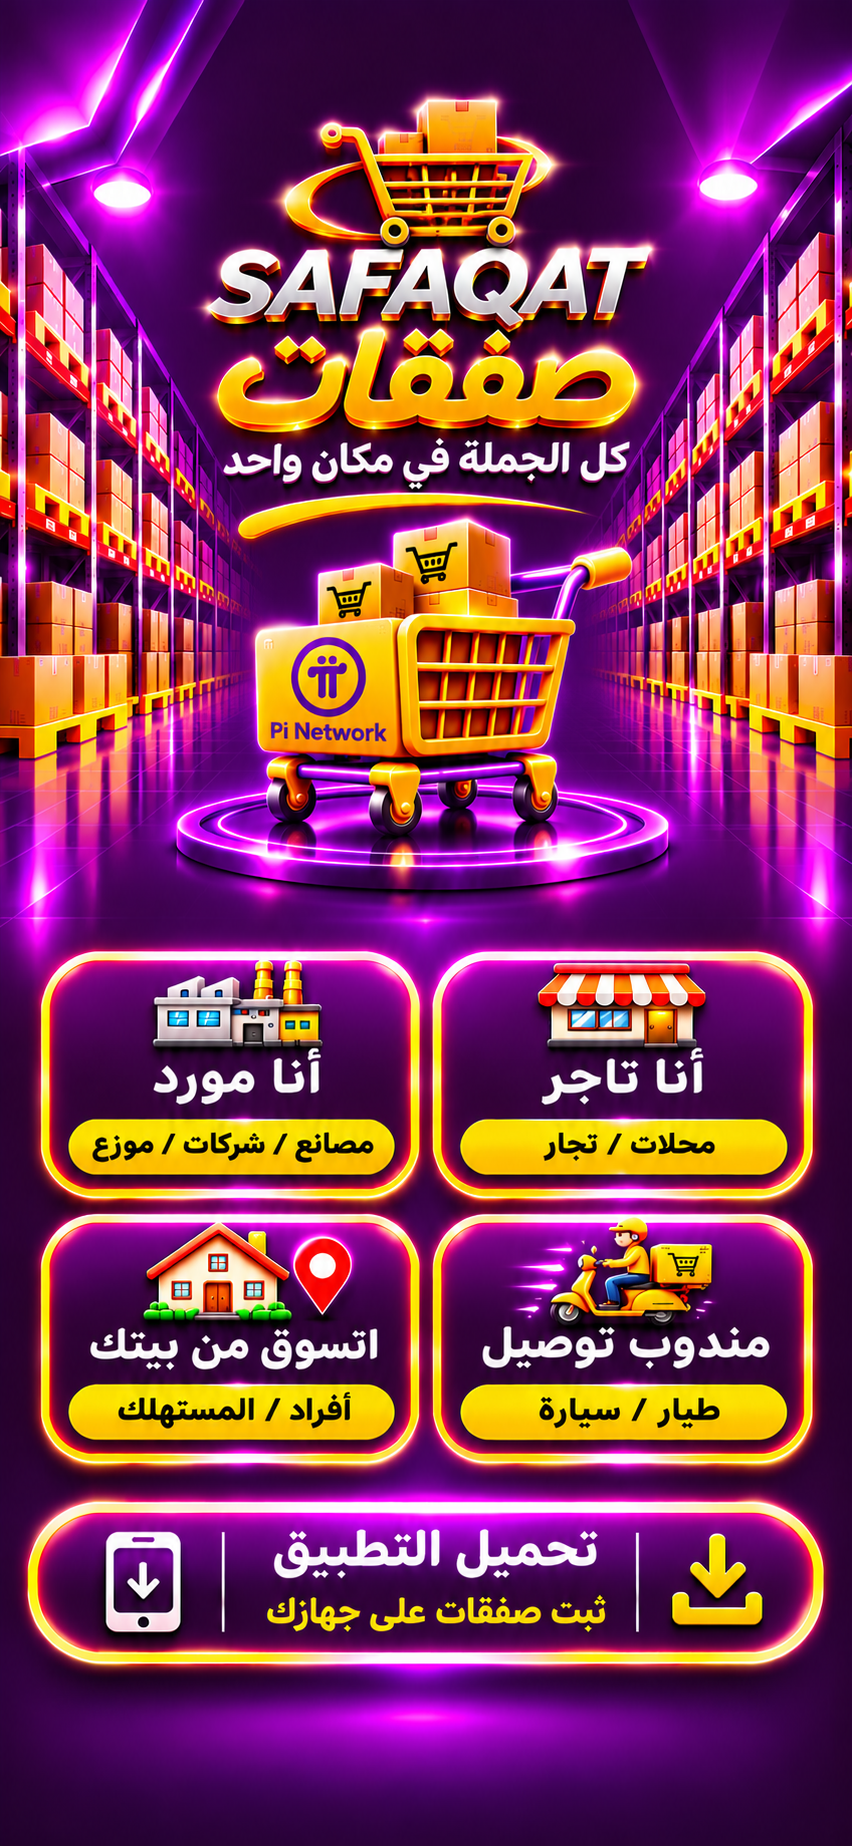 SAFAQAT
صفقات
كل الجملة في مكان واحد
Pi Network
أنا تاجر
محلات / تجار
أنا مورد
مصانع / شركات / موزع
مندوب توصيل
طيار / سيارة
اتسوق من بيتك
أفراد / المستهلك
تحميل التطبيق
ثبت صفقات على جهازك